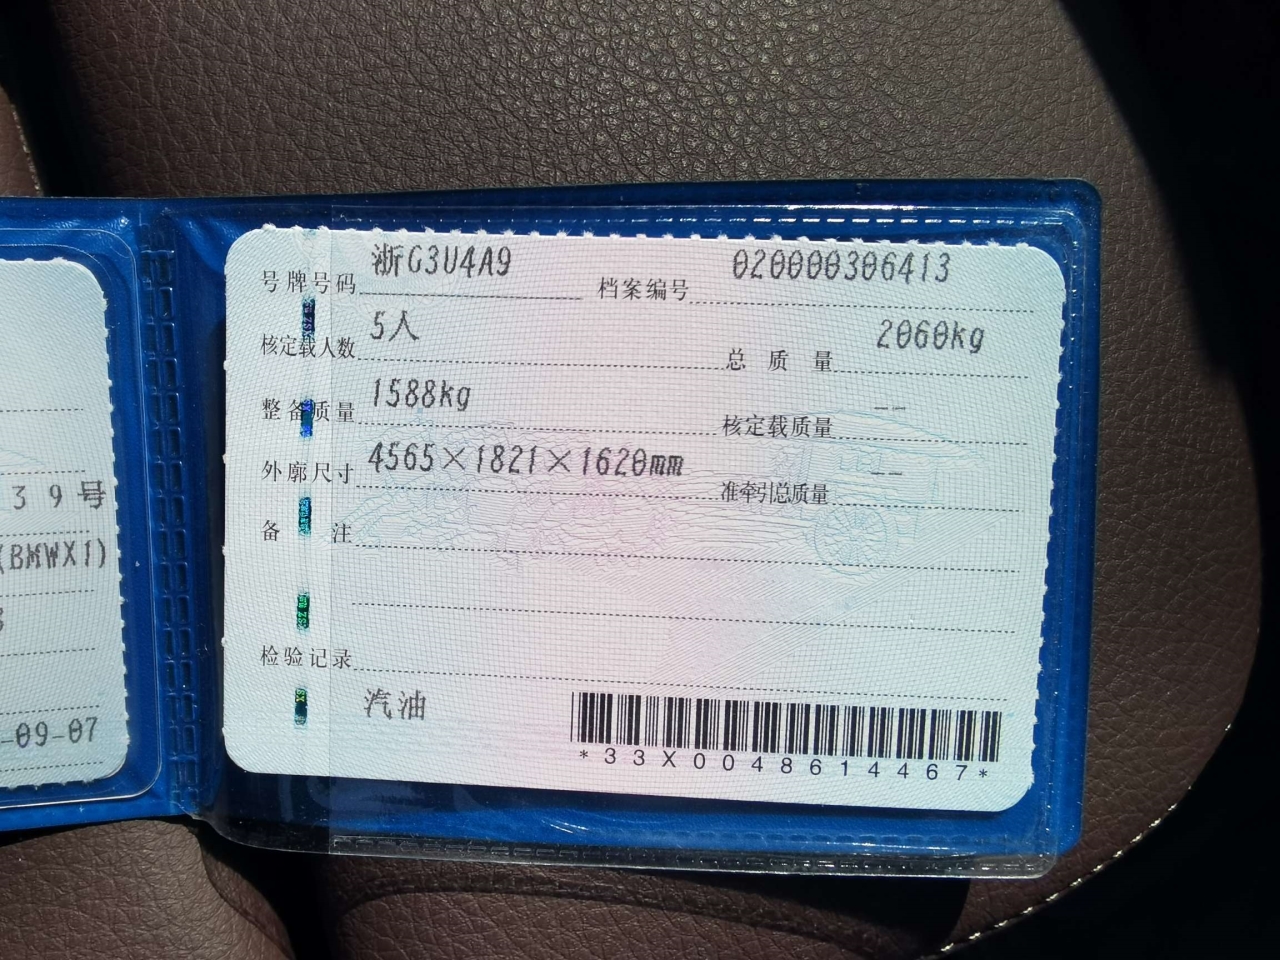 39号
(BMWX1)
-09-07
号牌号码 浙G3U4A9 档案编号 020000306413
核定载人数 5人 总质量 2060kg
整备质量 1588kg 核定载质量 --
外廓尺寸 4565×1821×1620mm 准牵引总质量 --
备注
检验记录
汽油
*33X0048614467*